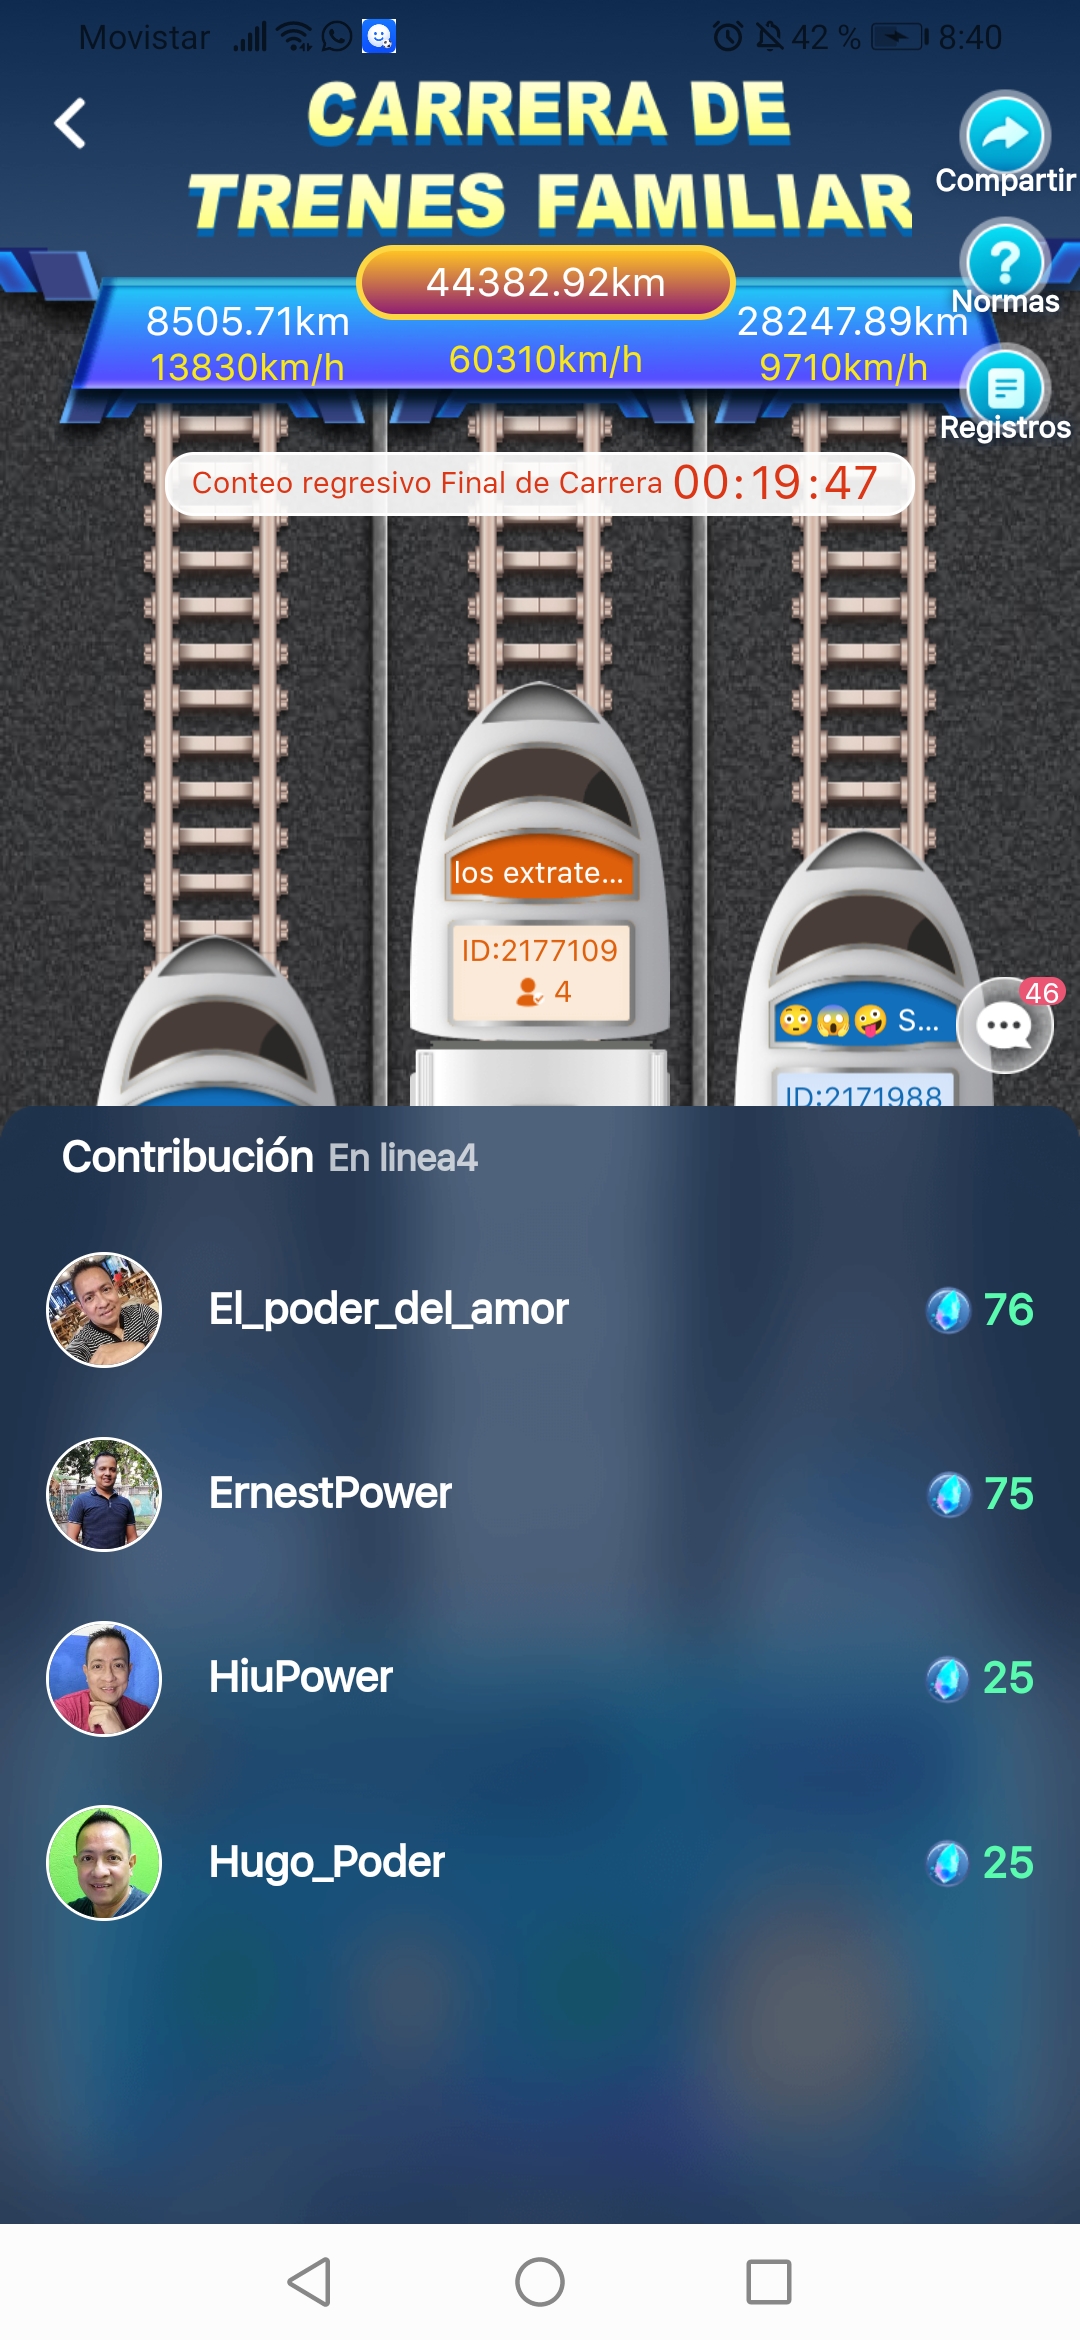 Movistar 42 % 8:40
CARRERA DE
TRENES FAMILIAR
Compartir
Normas
Registros
44382.92km
8505.71km
28247.89km
13830km/h
60310km/h
9710km/h
Conteo regresivo Final de Carrera 00:19:47
los extrate...
ID:2177109
4
😳😱🤪 S...
46
ID:2171988
Contribución En linea4
El_poder_del_amor 76
ErnestPower 75
HiuPower 25
Hugo_Poder 25